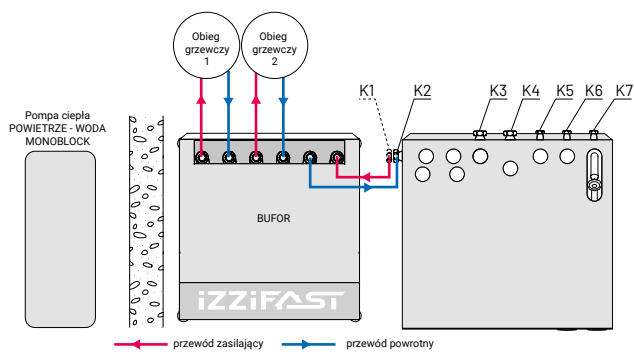 Obieg
grzewczy
1
Obieg
grzewczy
2
K1
K2
K3
K4
K5
K6
K7
Pompa ciepła
POWIETRZE - WODA
MONOBLOCK
BUFOR
iZZiFAST
przewód zasilający
przewód powrotny